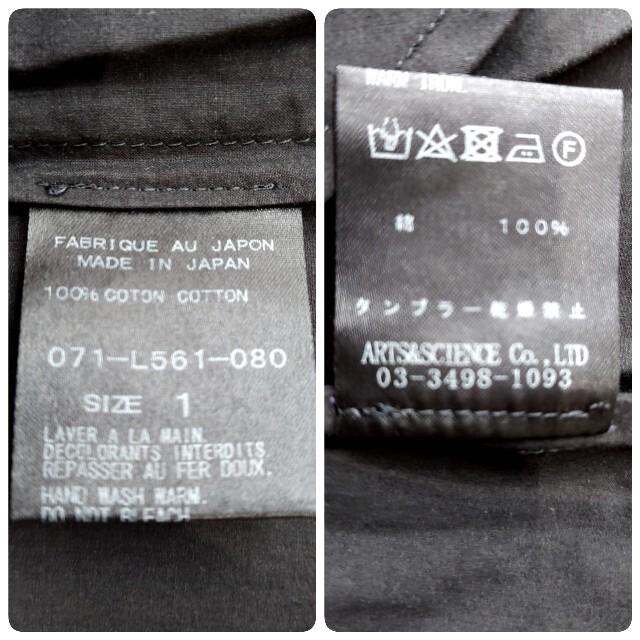 FABRIQUE AU JAPON
MADE IN JAPAN
100% COTON COTTON
071-L561-080
SIZE 1
LAVER A LA MAIN.
DECOLORANTS INTERDITS.
REPASSER AU FER DOUX.
HAND WASH WARM.
DO NOT BLEACH
WARM IRON.
F
綿 100%
タンブラー乾燥禁止
ARTS&SCIENCE Co.,LTD
03-3498-1093